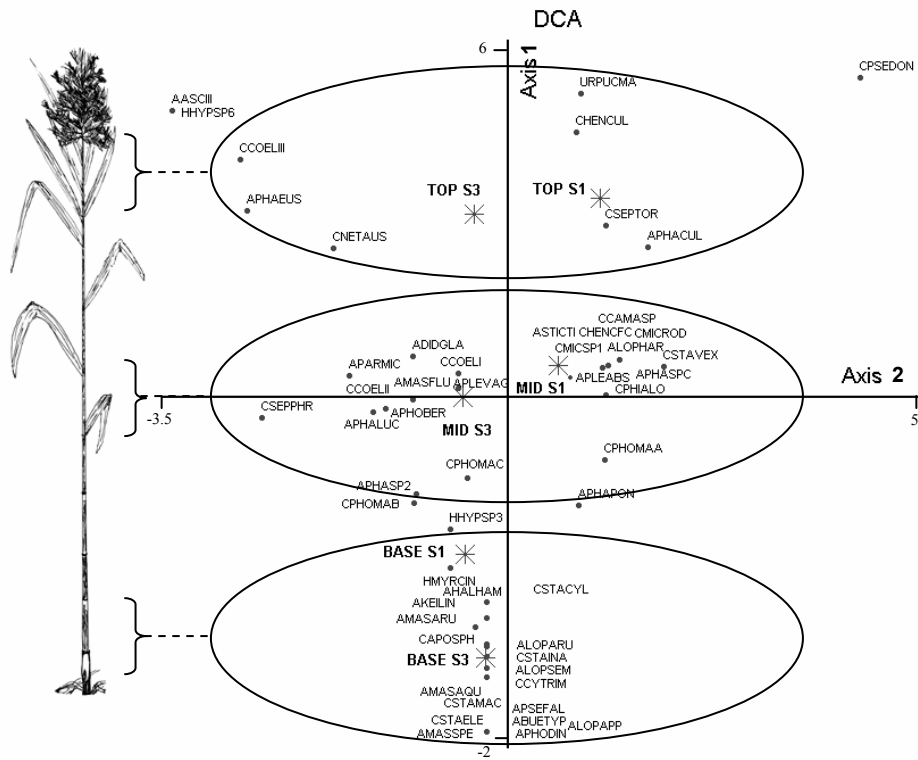 DCA
6
Axis 1
CPSEDON
URPUCMA
AASCIII
HHYPSP6
CHENCUL
CCOELIII
TOP S3
TOP S1
APHAEUS
CSEPTOR
CNETAUS
APHACUL
CCAMASP
ASTICTI CHENCFC CMICROD
ADIDGLA
CMICSP1 ALOPHAR
CSTAVEX
APARMIC
CCOELI
APLEABS
APHASPC
CCOELII
AMASFLU
APLEVAG
MID S1
CPHIALO
Axis 2
-3.5
5
CSEPPHR
APHOBER
APHALUC
MID S3
CPHOMAA
CPHOMAC
APHASP2
CPHOMAB
APHAPON
HHYPSP3
BASE S1
HMYRCIN
AHALHAM
CSTACYL
AKEILIN
AMASARU
CAPOSPH
ALOPARU
BASE S3
CSTAINA
ALOPSEM
CCYTRIM
AMASAQU
CSTAMAC
APSEFAL
CSTAELE
ABUETYP
ALOPAPP
AMASSPE
APHODIN
-2